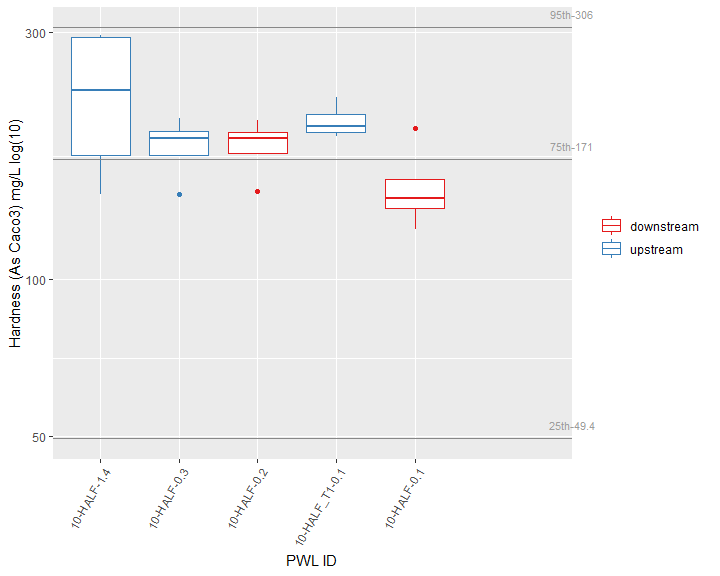 95th-306
300
75th-171
100
25th-49.4
50
Hardness (As Caco3) mg/L log(10)
10-HALF-1.4
10-HALF-0.3
10-HALF-0.2
10-HALF_T1-0.1
10-HALF-0.1
PWL ID
downstream
upstream